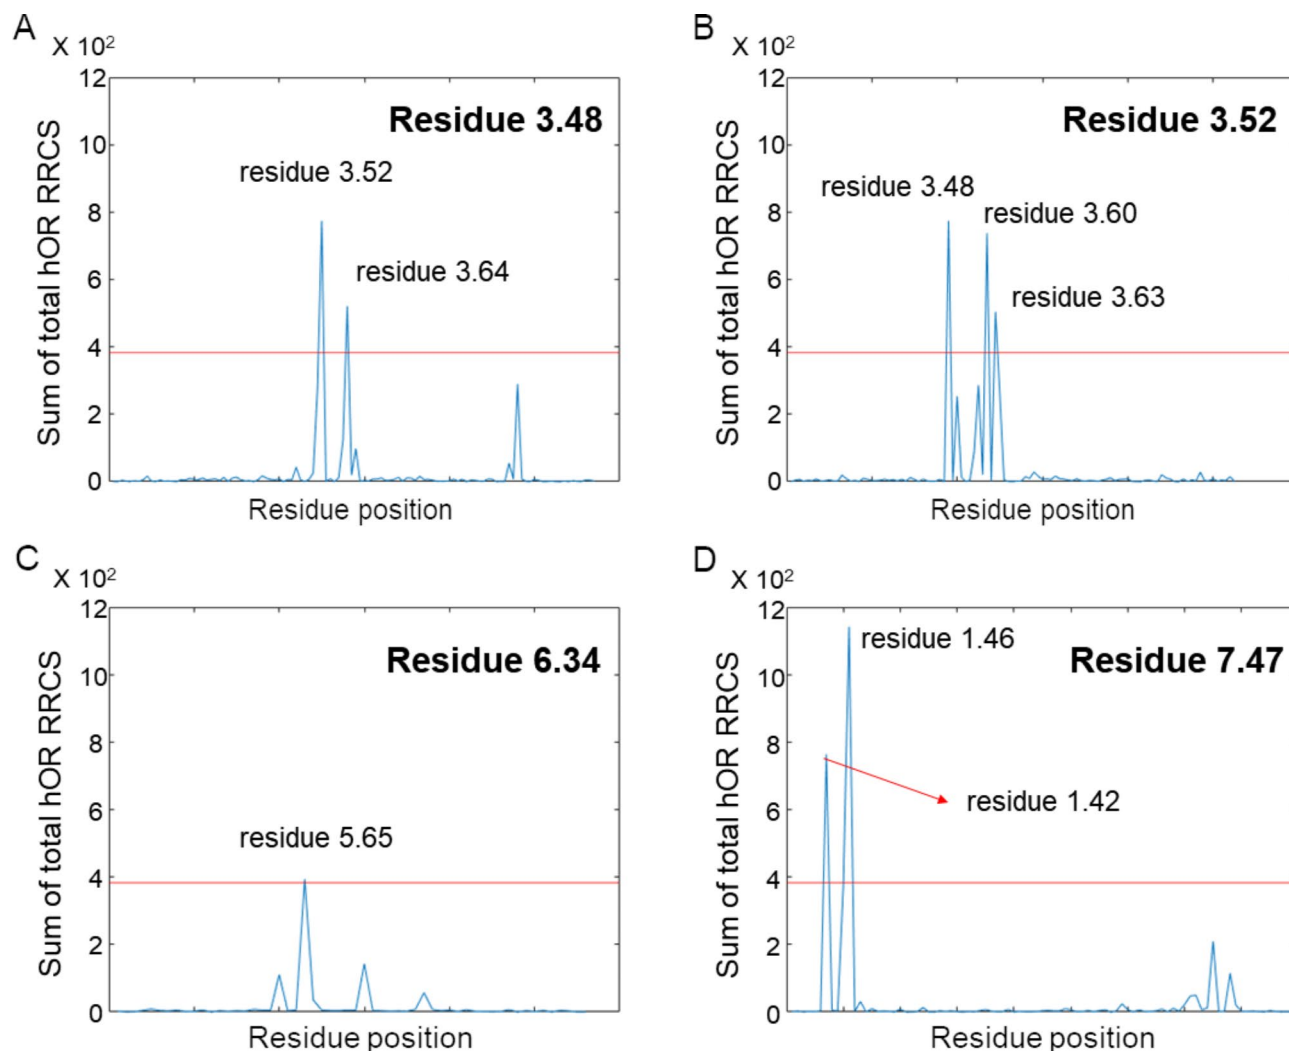 A
X 10²
12
10
8
6
4
2
0
Sum of total hOR RRCS
Residue 3.48
residue 3.52
residue 3.64
Residue position
B
X 10²
12
10
8
6
4
2
0
Sum of total hOR RRCS
Residue 3.52
residue 3.48
residue 3.60
residue 3.63
Residue position
C
X 10²
12
10
8
6
4
2
0
Sum of total hOR RRCS
Residue 6.34
residue 5.65
Residue position
D
X 10²
12
10
8
6
4
2
0
Sum of total hOR RRCS
residue 1.46
Residue 7.47
residue 1.42
Residue position